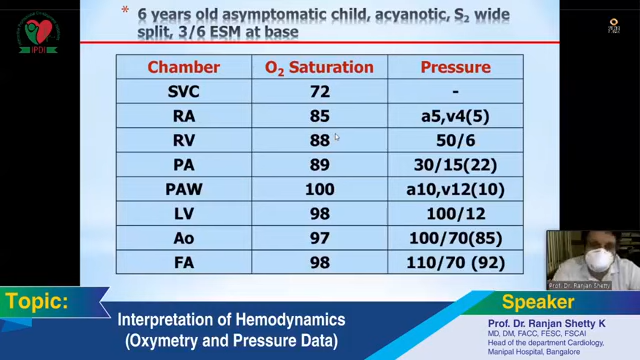 * 6 years old asymptomatic child, acyanotic, S₂ wide
split, 3/6 ESM at base
IPDI
Chamber O₂ Saturation Pressure
SVC 72 -
RA 85 a5,v4(5)
RV 88 50/6
PA 89 30/15(22)
PAW 100 a10,v12(10)
LV 98 100/12
Ao 97 100/70(85)
FA 98 110/70 (92)
Prof. Dr. Ranjan Shetty
Topic:
Interpretation of Hemodynamics
(Oxymetry and Pressure Data)
Speaker
Prof. Dr. Ranjan Shetty K
MD, DM, FACC, FESC, FSCAI
Head of the department Cardiology,
Manipal Hospital, Bangalore